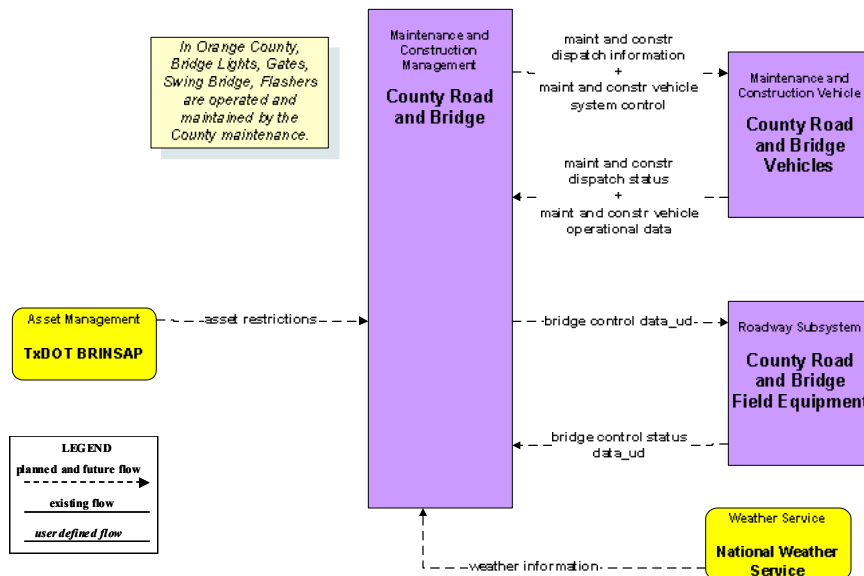 In Orange County,
Bridge Lights, Gates,
Swing Bridge, Flashers
are operated and
maintained by the
County maintenance.
Maintenance and
Construction
Management
County Road
and Bridge
maint and constr
dispatch information
+
maint and constr vehicle
system control
Maintenance and
Construction Vehicle
County Road
and Bridge
Vehicles
maint and constr
dispatch status
+
maint and constr vehicle
operational data
Asset Management
TxDOT BRINSAP
asset restrictions
bridge control data_ud
Roadway Subsystem
County Road
and Bridge
Field Equipment
bridge control status
data_ud
LEGEND
planned and future flow
existing flow
user defined flow
Weather Service
National Weather
Service
weather information